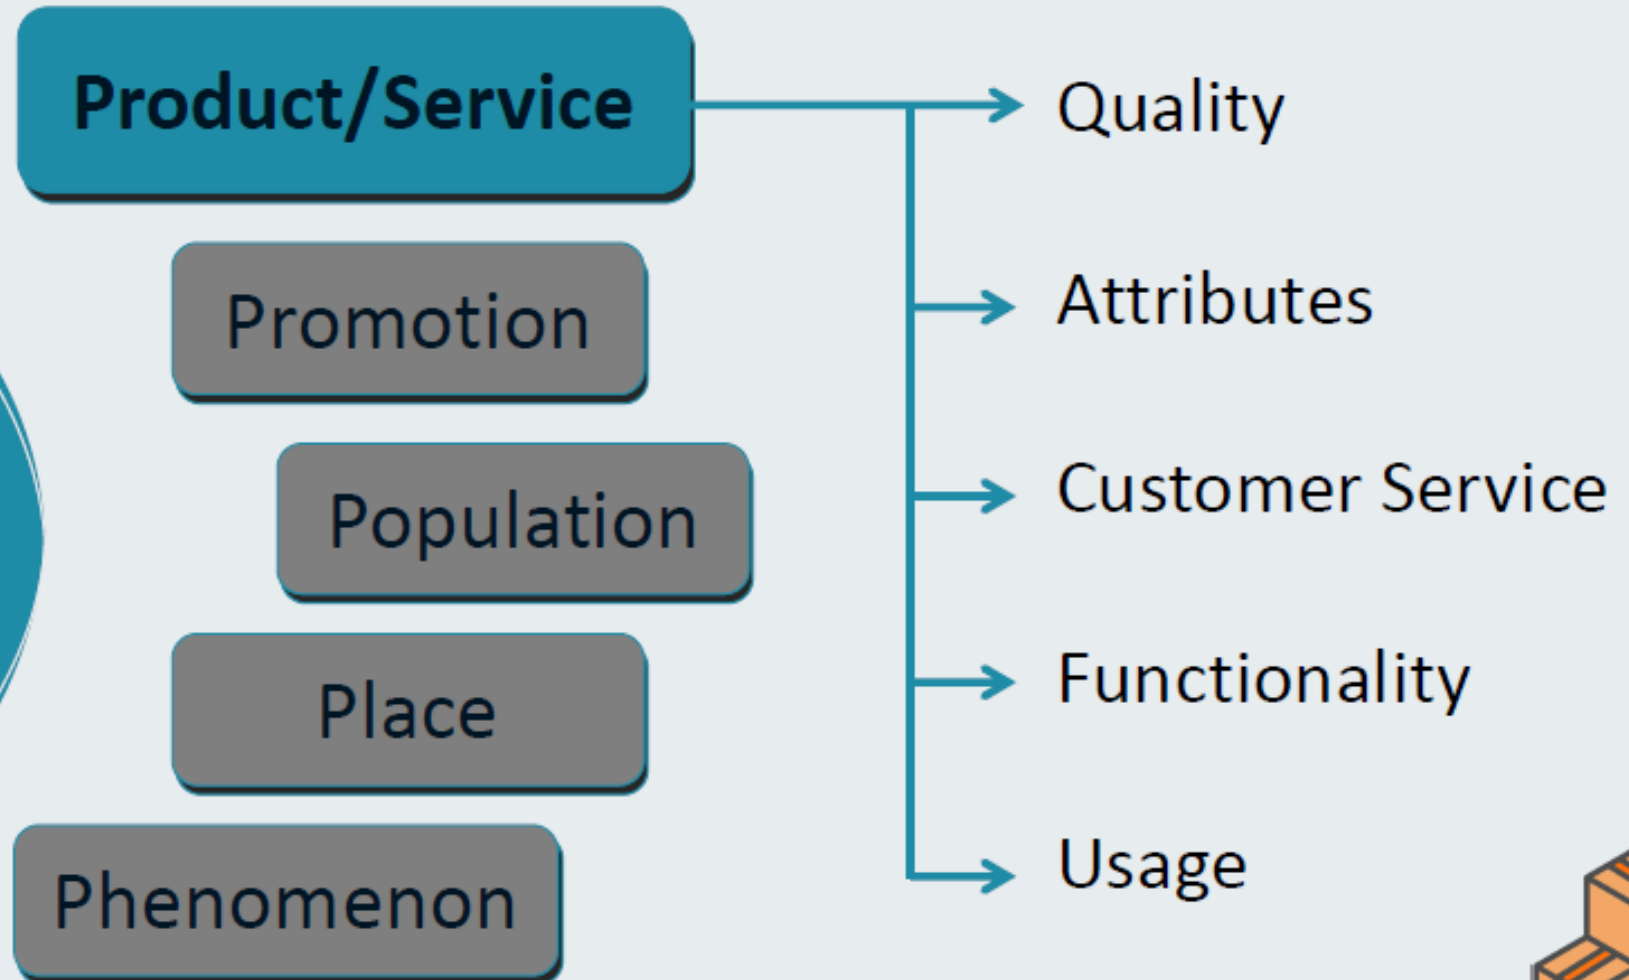 Product/Service
Quality
Promotion
Attributes
Population
Customer Service
Place
Functionality
Phenomenon
Usage